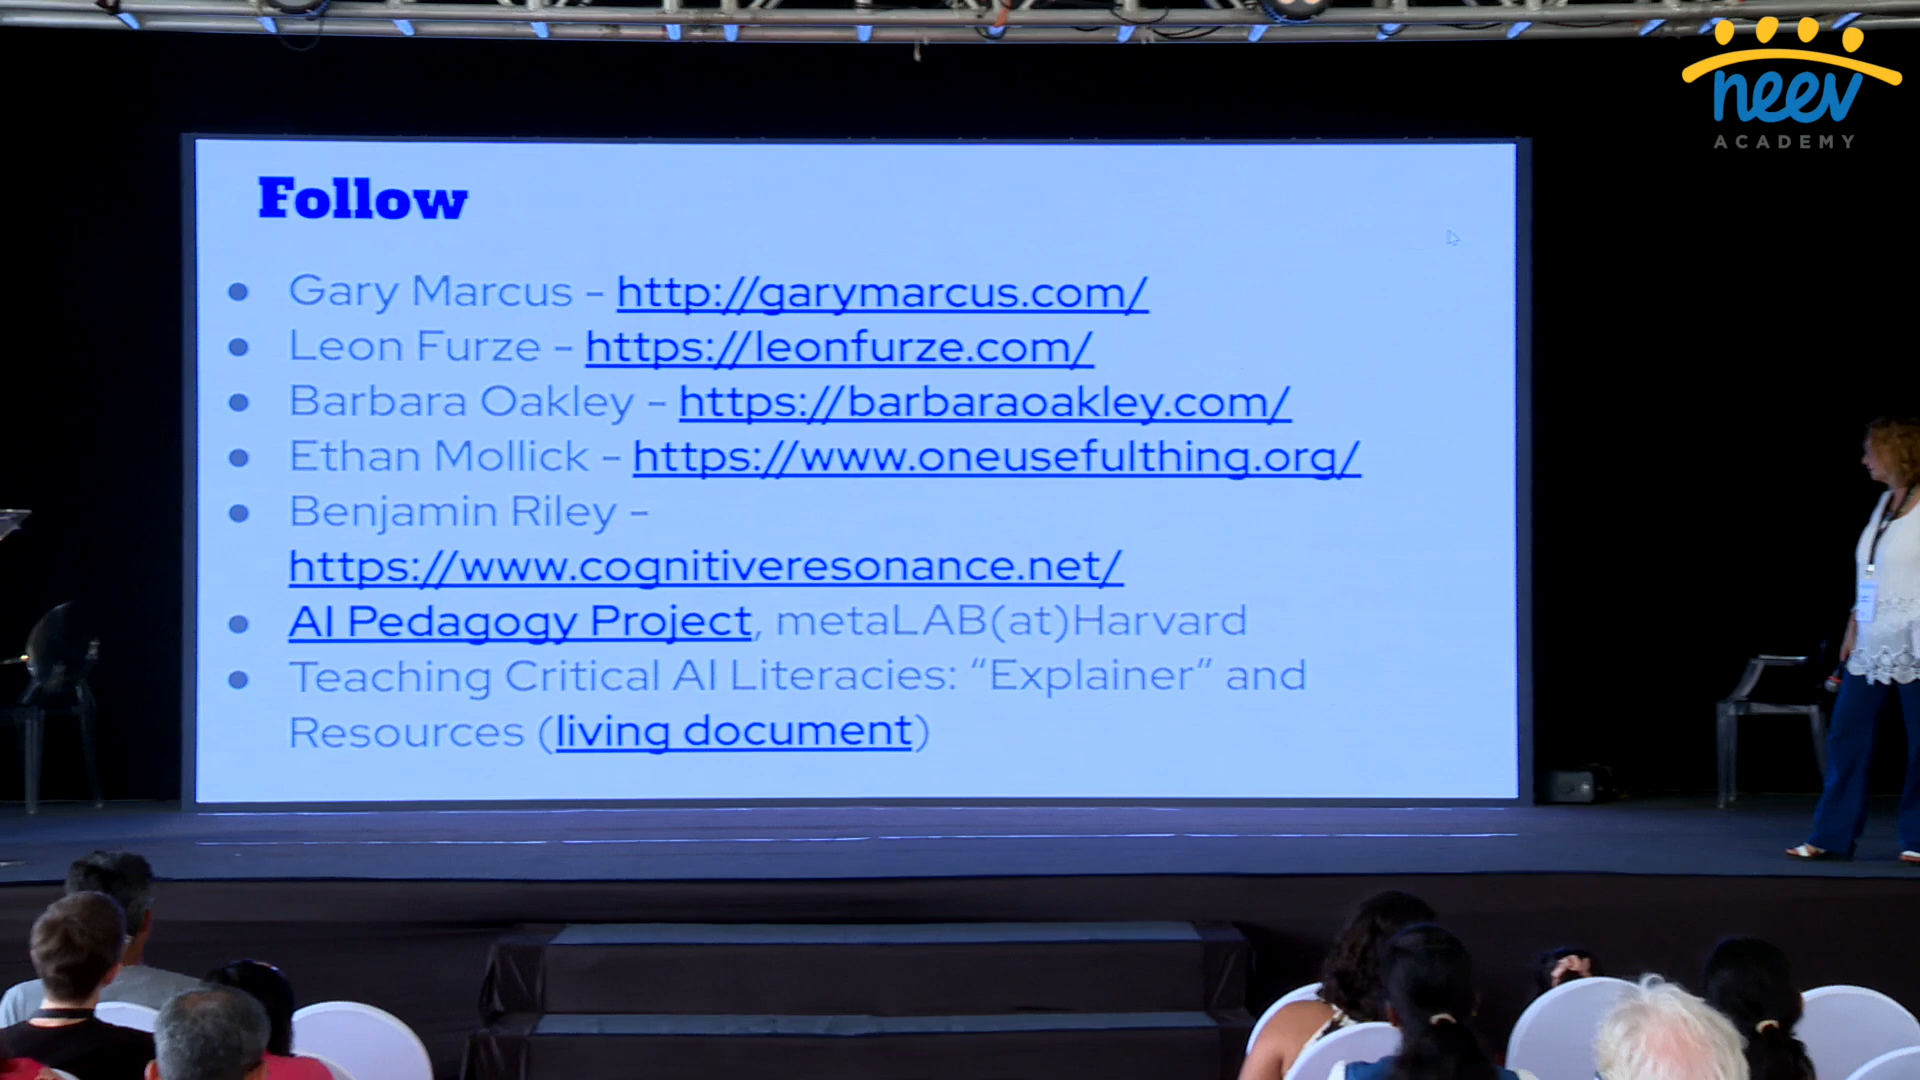 neev
ACADEMY
Follow
• Gary Marcus - http://garymarcus.com/
• Leon Furze - https://leonfurze.com/
• Barbara Oakley - https://barbaraoakley.com/
• Ethan Mollick - https://www.oneusefulthing.org/
• Benjamin Riley -
https://www.cognitiveresonance.net/
• AI Pedagogy Project, metaLAB(at)Harvard
• Teaching Critical AI Literacies: “Explainer” and
Resources (living document)